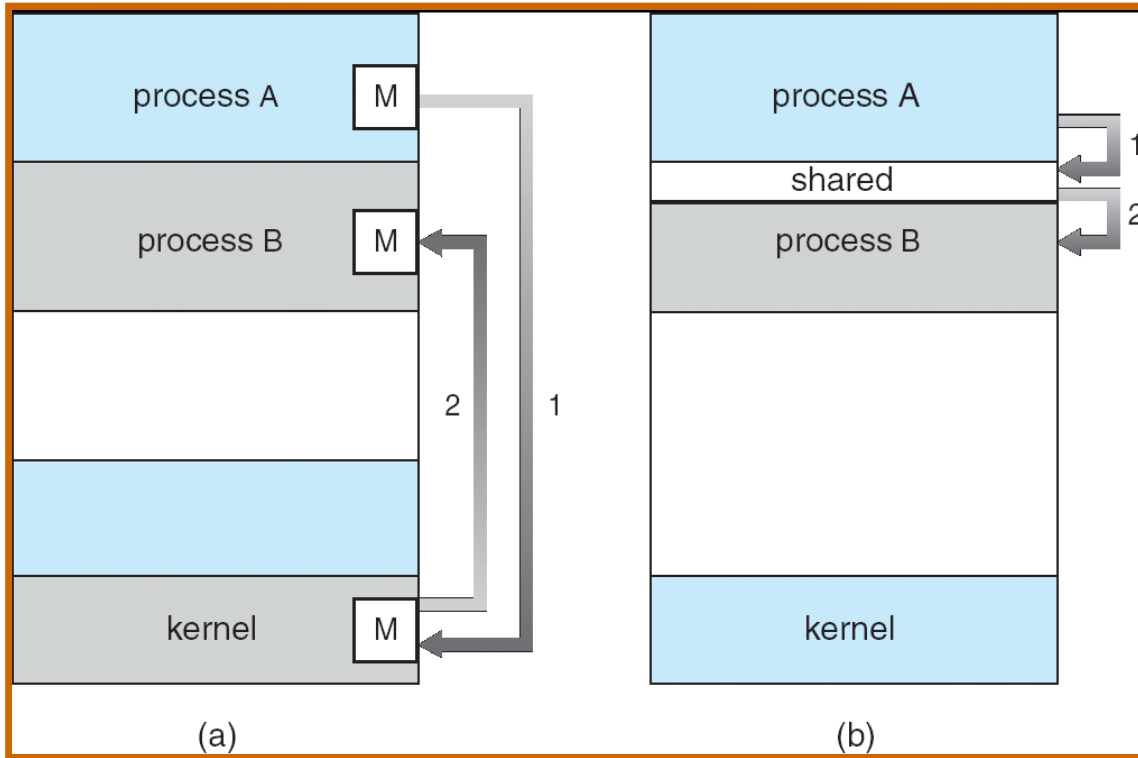 process A
M
process B
M
2
1
kernel
M
(a)
process A
1
shared
2
process B
kernel
(b)